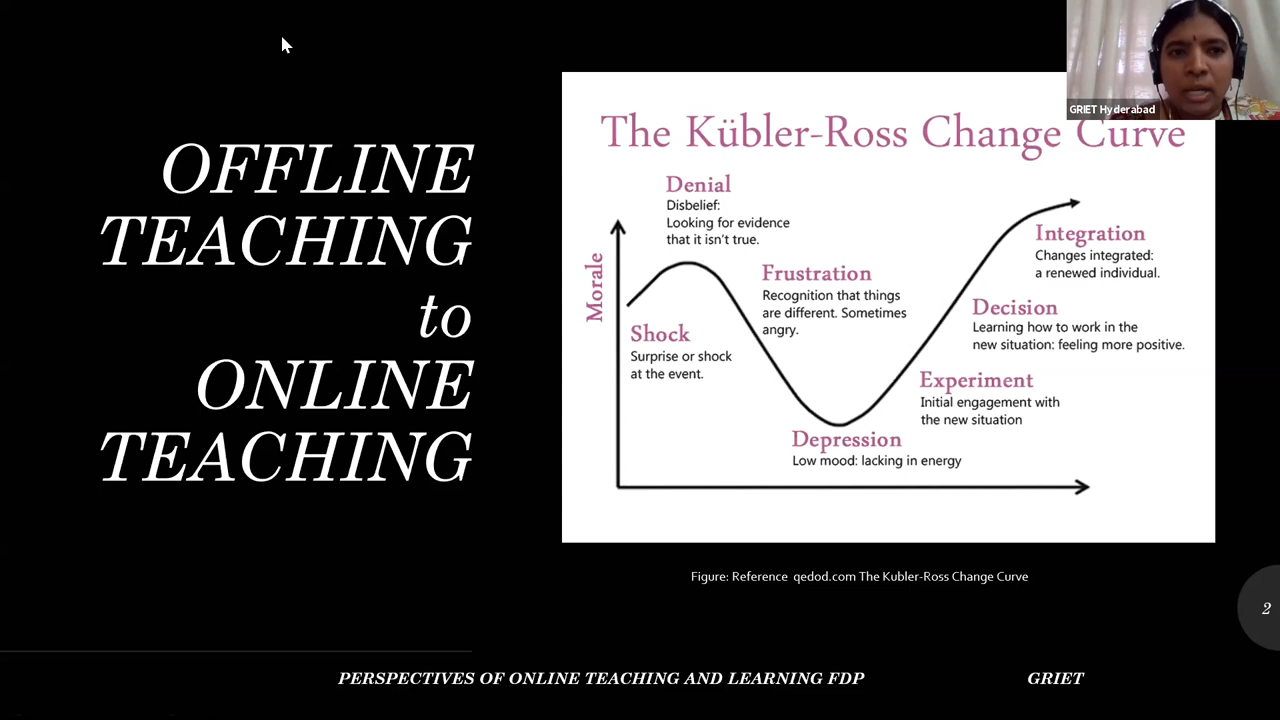 OFFLINE
TEACHING
to
ONLINE
TEACHING
GRIET Hyderabad
The Kübler-Ross Change Curve
Morale
Denial
Disbelief:
Looking for evidence
that it isn't true.
Shock
Surprise or shock
at the event.
Frustration
Recognition that things
are different. Sometimes
angry.
Depression
Low mood: lacking in energy
Experiment
Initial engagement with
the new situation
Decision
Learning how to work in the
new situation: feeling more positive.
Integration
Changes integrated:
a renewed individual.
Figure: Reference qedod.com The Kubler-Ross Change Curve
2
PERSPECTIVES OF ONLINE TEACHING AND LEARNING FDP
GRIET